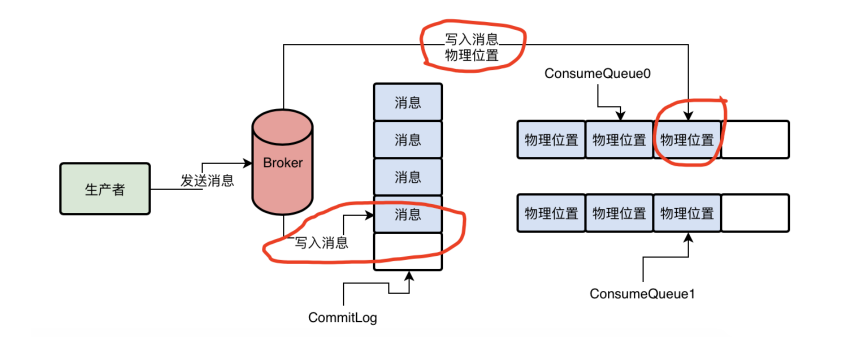 写入消息
物理位置
ConsumeQueue0
消息
消息
消息
消息
Broker
生产者
发送消息
写入消息
物理位置
物理位置
物理位置
物理位置
物理位置
物理位置
ConsumeQueue1
CommitLog